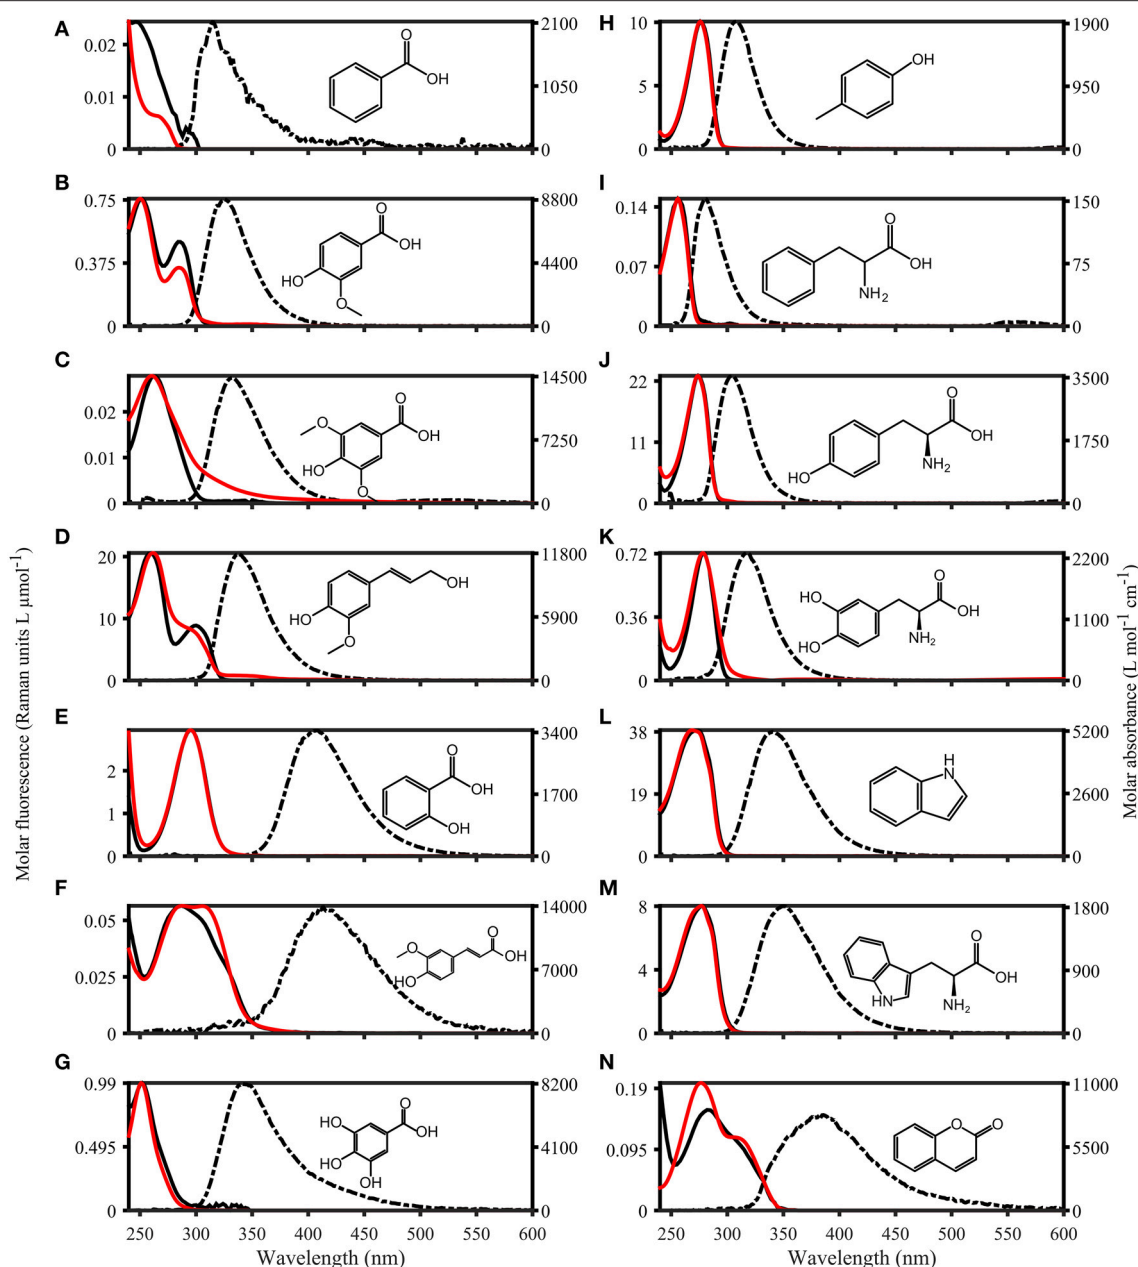 A
0.02
0.01
0
2100
1050
0
O
OH
B
0.75
0.375
0
8800
4400
0
O
OH
HO
O
C
0.02
0.01
0
14500
7250
0
O
O
OH
HO
O
D
20
10
0
11800
5900
0
OH
HO
O
E
2
1
0
3400
1700
0
O
OH
OH
F
0.05
0.025
0
14000
7000
0
O
O
OH
HO
G
0.99
0.495
0
8200
4100
0
O
HO
OH
HO
OH
250 300 350 400 450 500 550 600
Wavelength (nm)
Molar fluorescence (Raman units L μmol-1)
H
10
5
0
1900
950
0
OH
I
0.14
0.07
0
150
75
0
O
OH
NH2
J
22
11
0
3500
1750
0
O
OH
HO
NH2
K
0.72
0.36
0
2200
1100
0
O
HO
OH
HO
NH2
L
38
19
0
5200
2600
0
H
N
M
8
4
0
1800
900
0
O
OH
HN
NH2
N
0.19
0.095
0
11000
5500
0
O
O
250 300 350 400 450 500 550 600
Wavelength (nm)
Molar absorbance (L mol-1 cm-1)